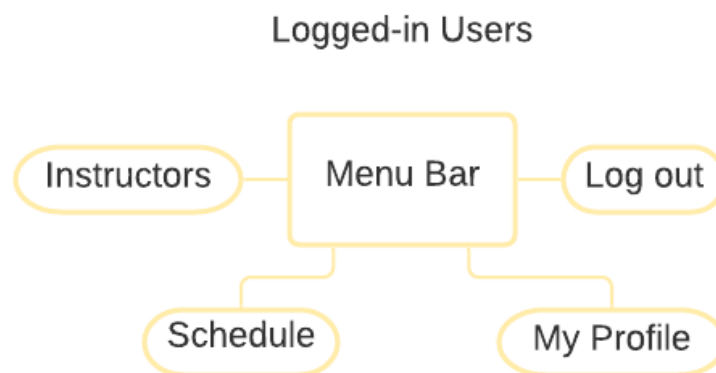 Logged-in Users
Instructors
Menu Bar
Log out
Schedule
My Profile